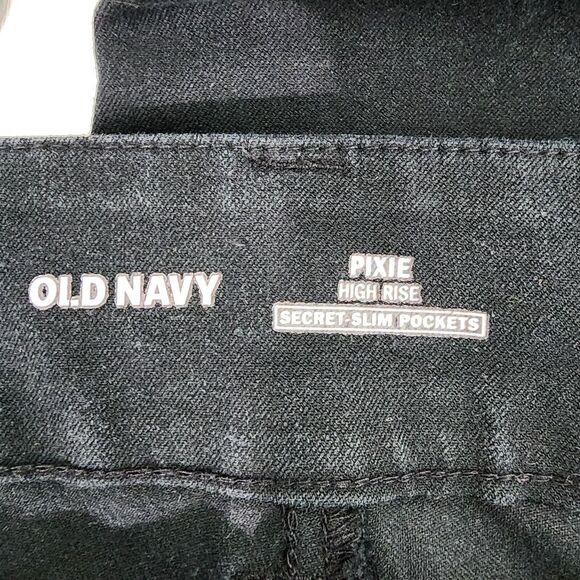 OLD NAVY
PIXIE
HIGH RISE
SECRET-SLIM POCKETS